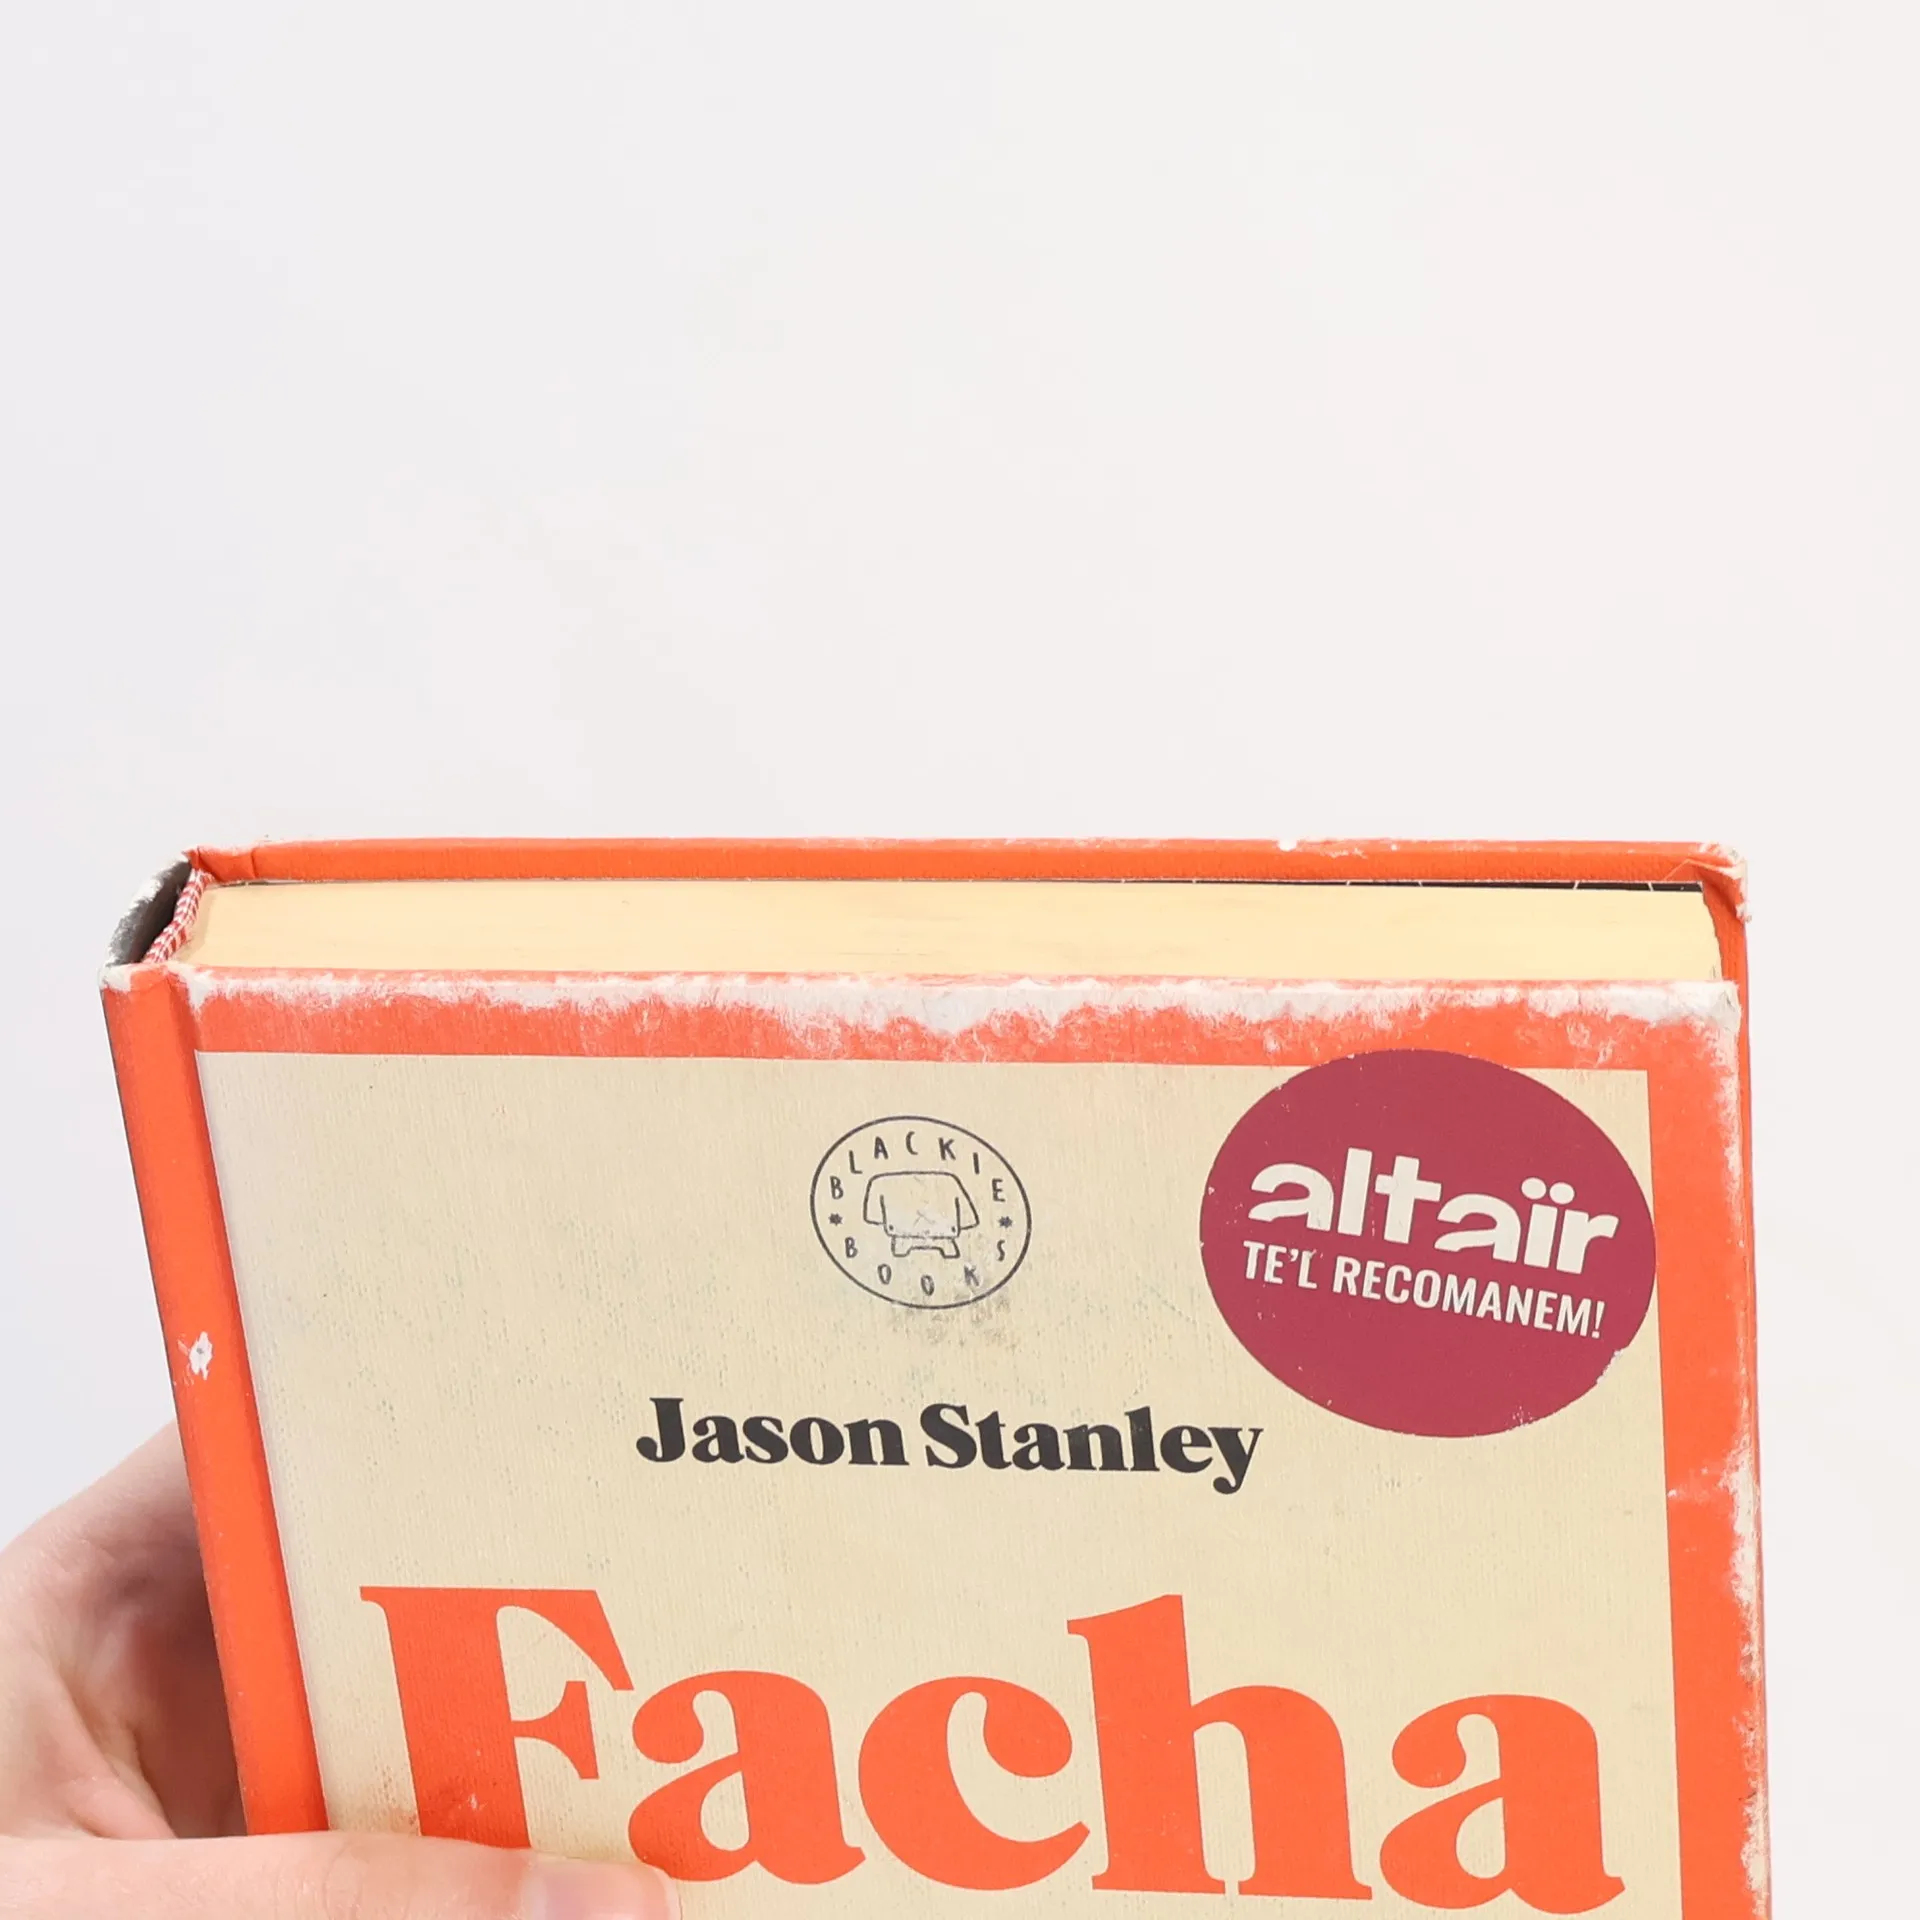 BLACKIE
BOOKS
altaïr
TE'L RECOMANEM!
Jason Stanley
Facha